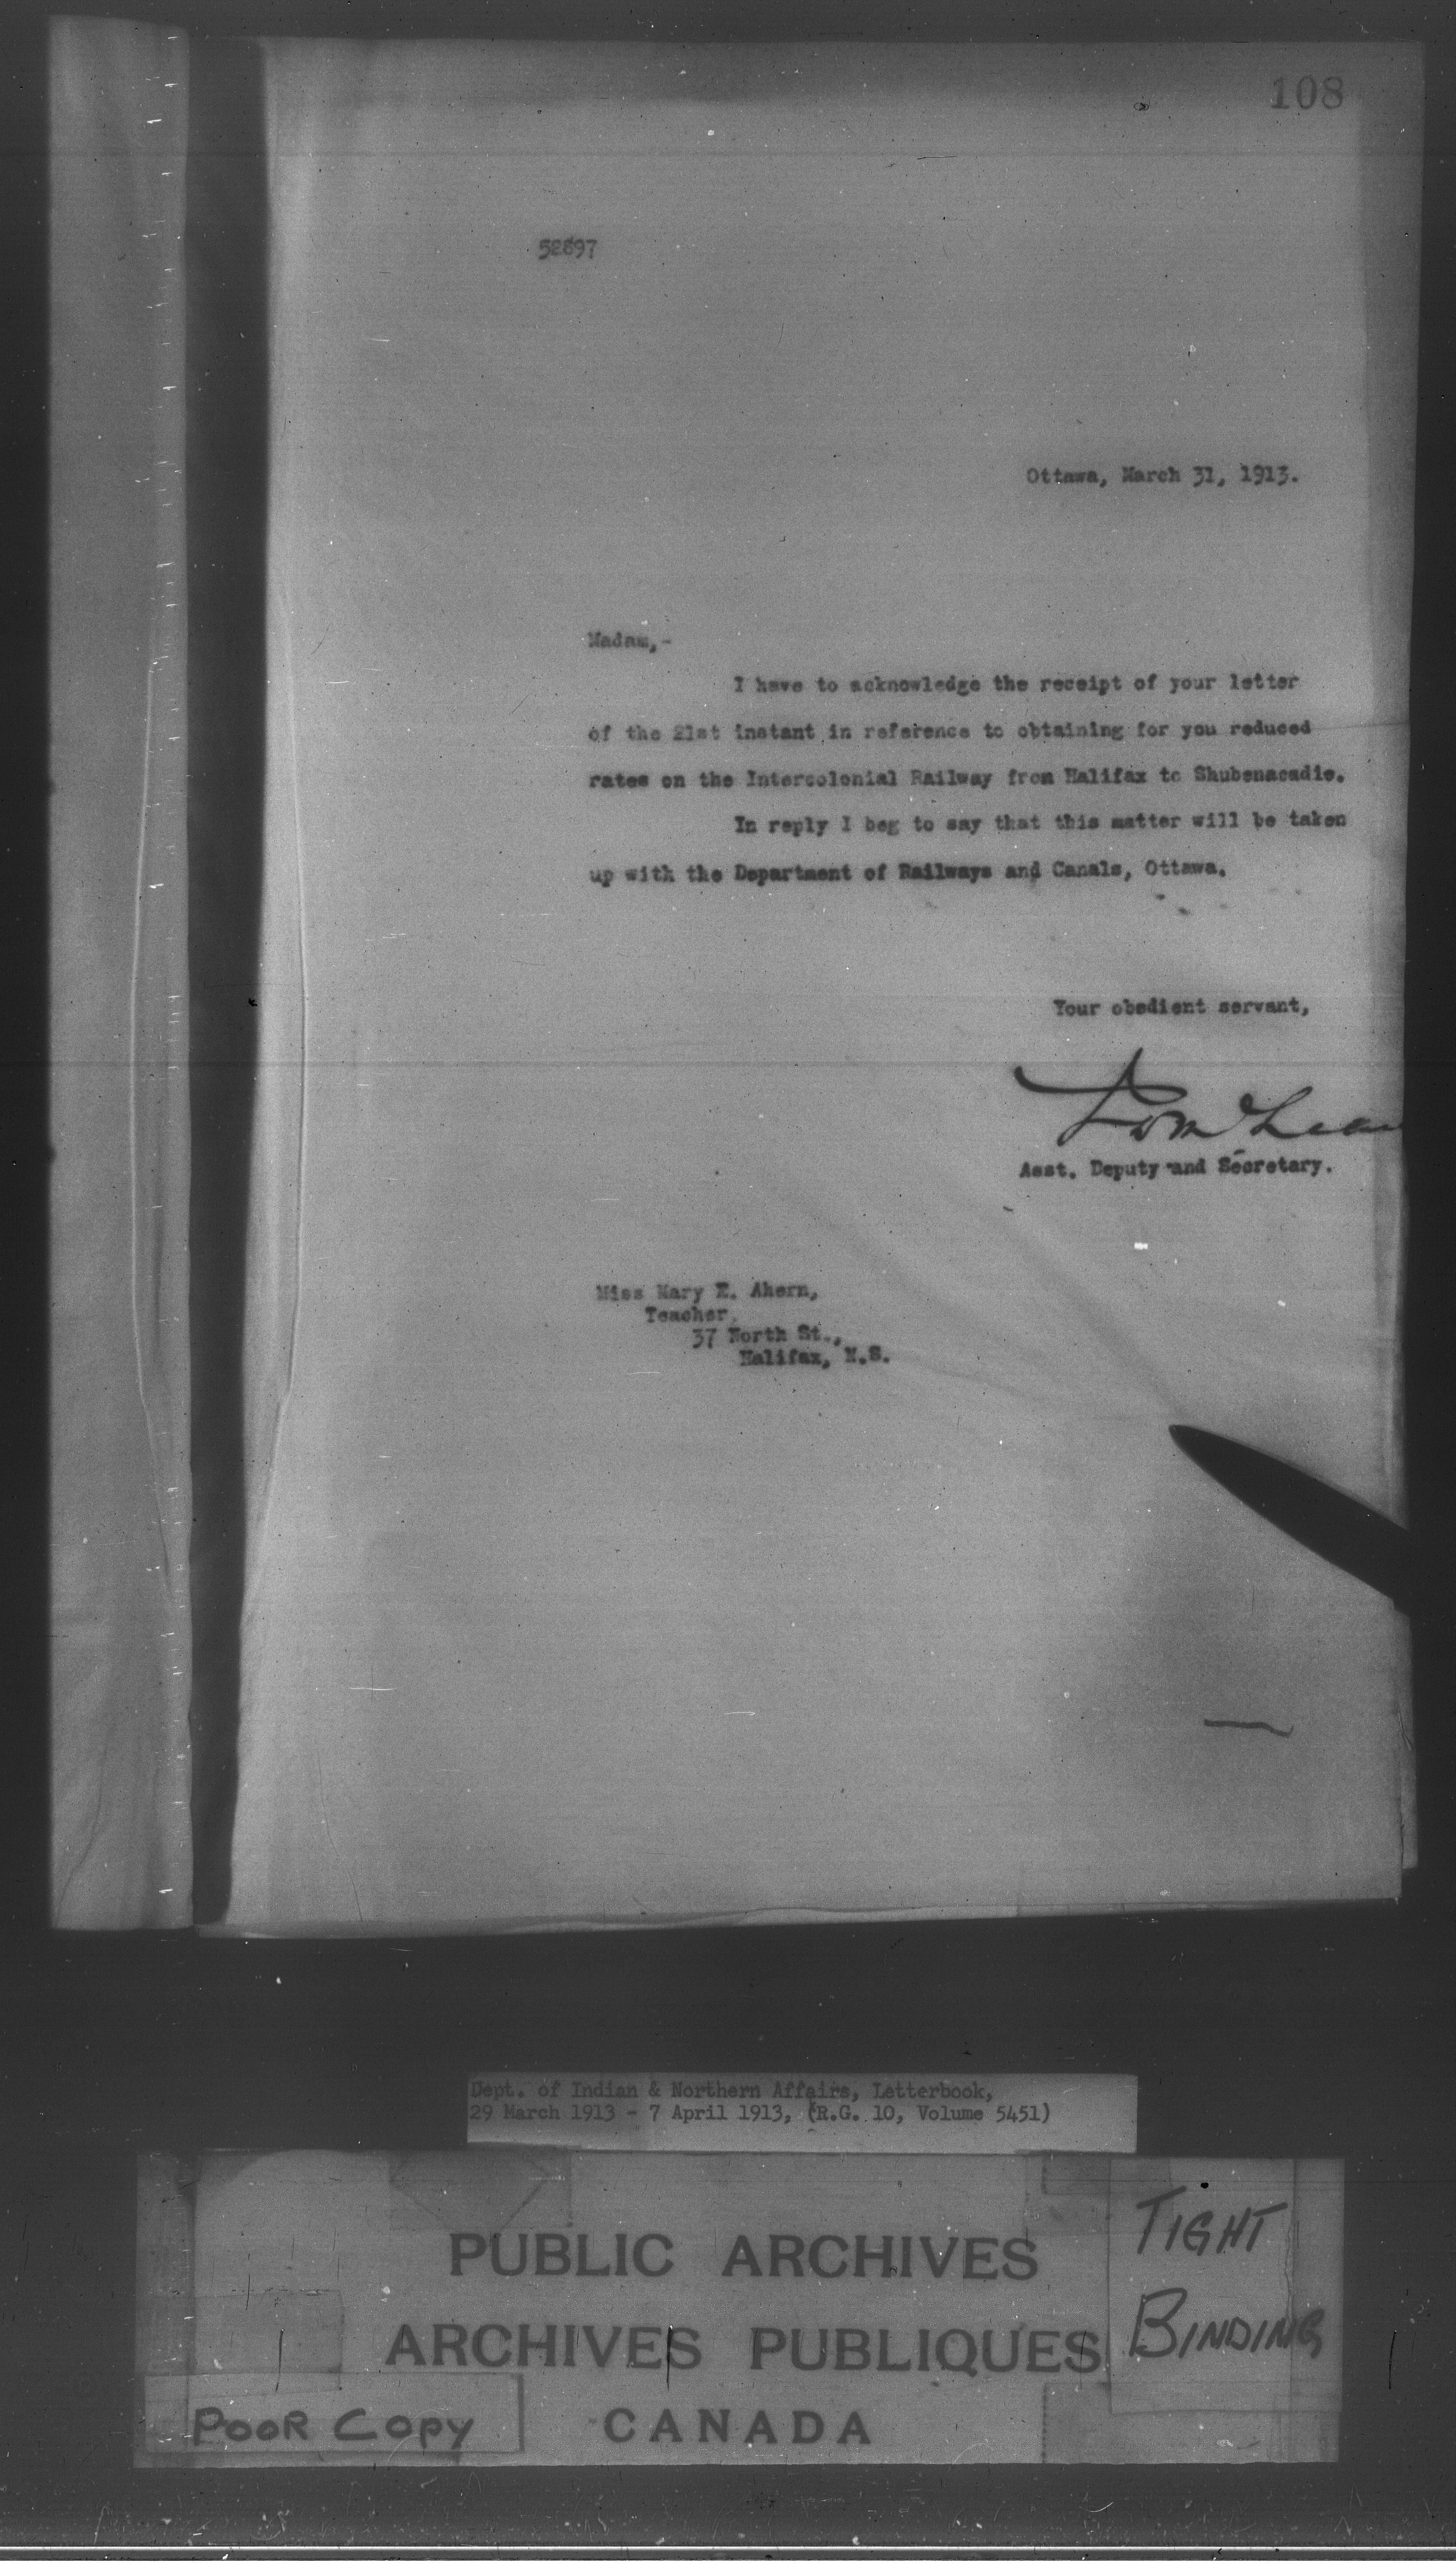 108
52897
Ottawa, March 31, 1913.
Madam,-
I have to acknowledge the receipt of your letter
of the 21st instant in reference to obtaining for you reduced
rates on the Intercolonial Railway from Halifax to Shubenacadie.
In reply I beg to say that this matter will be taken
up with the Department of Railways and Canals, Ottawa.
Your obedient servant,
Asst. Deputy and Secretary.
Miss Mary E. Ahern,
Teacher,
37 North St.,
Halifax, N.S.
Dept. of Indian & Northern Affairs, Letterbook,
29 March 1913 - 7 April 1913, (R.G. 10, Volume 5451)
PUBLIC ARCHIVES
ARCHIVES PUBLIQUES
CANADA
TIGHT
BINDING
POOR COPY